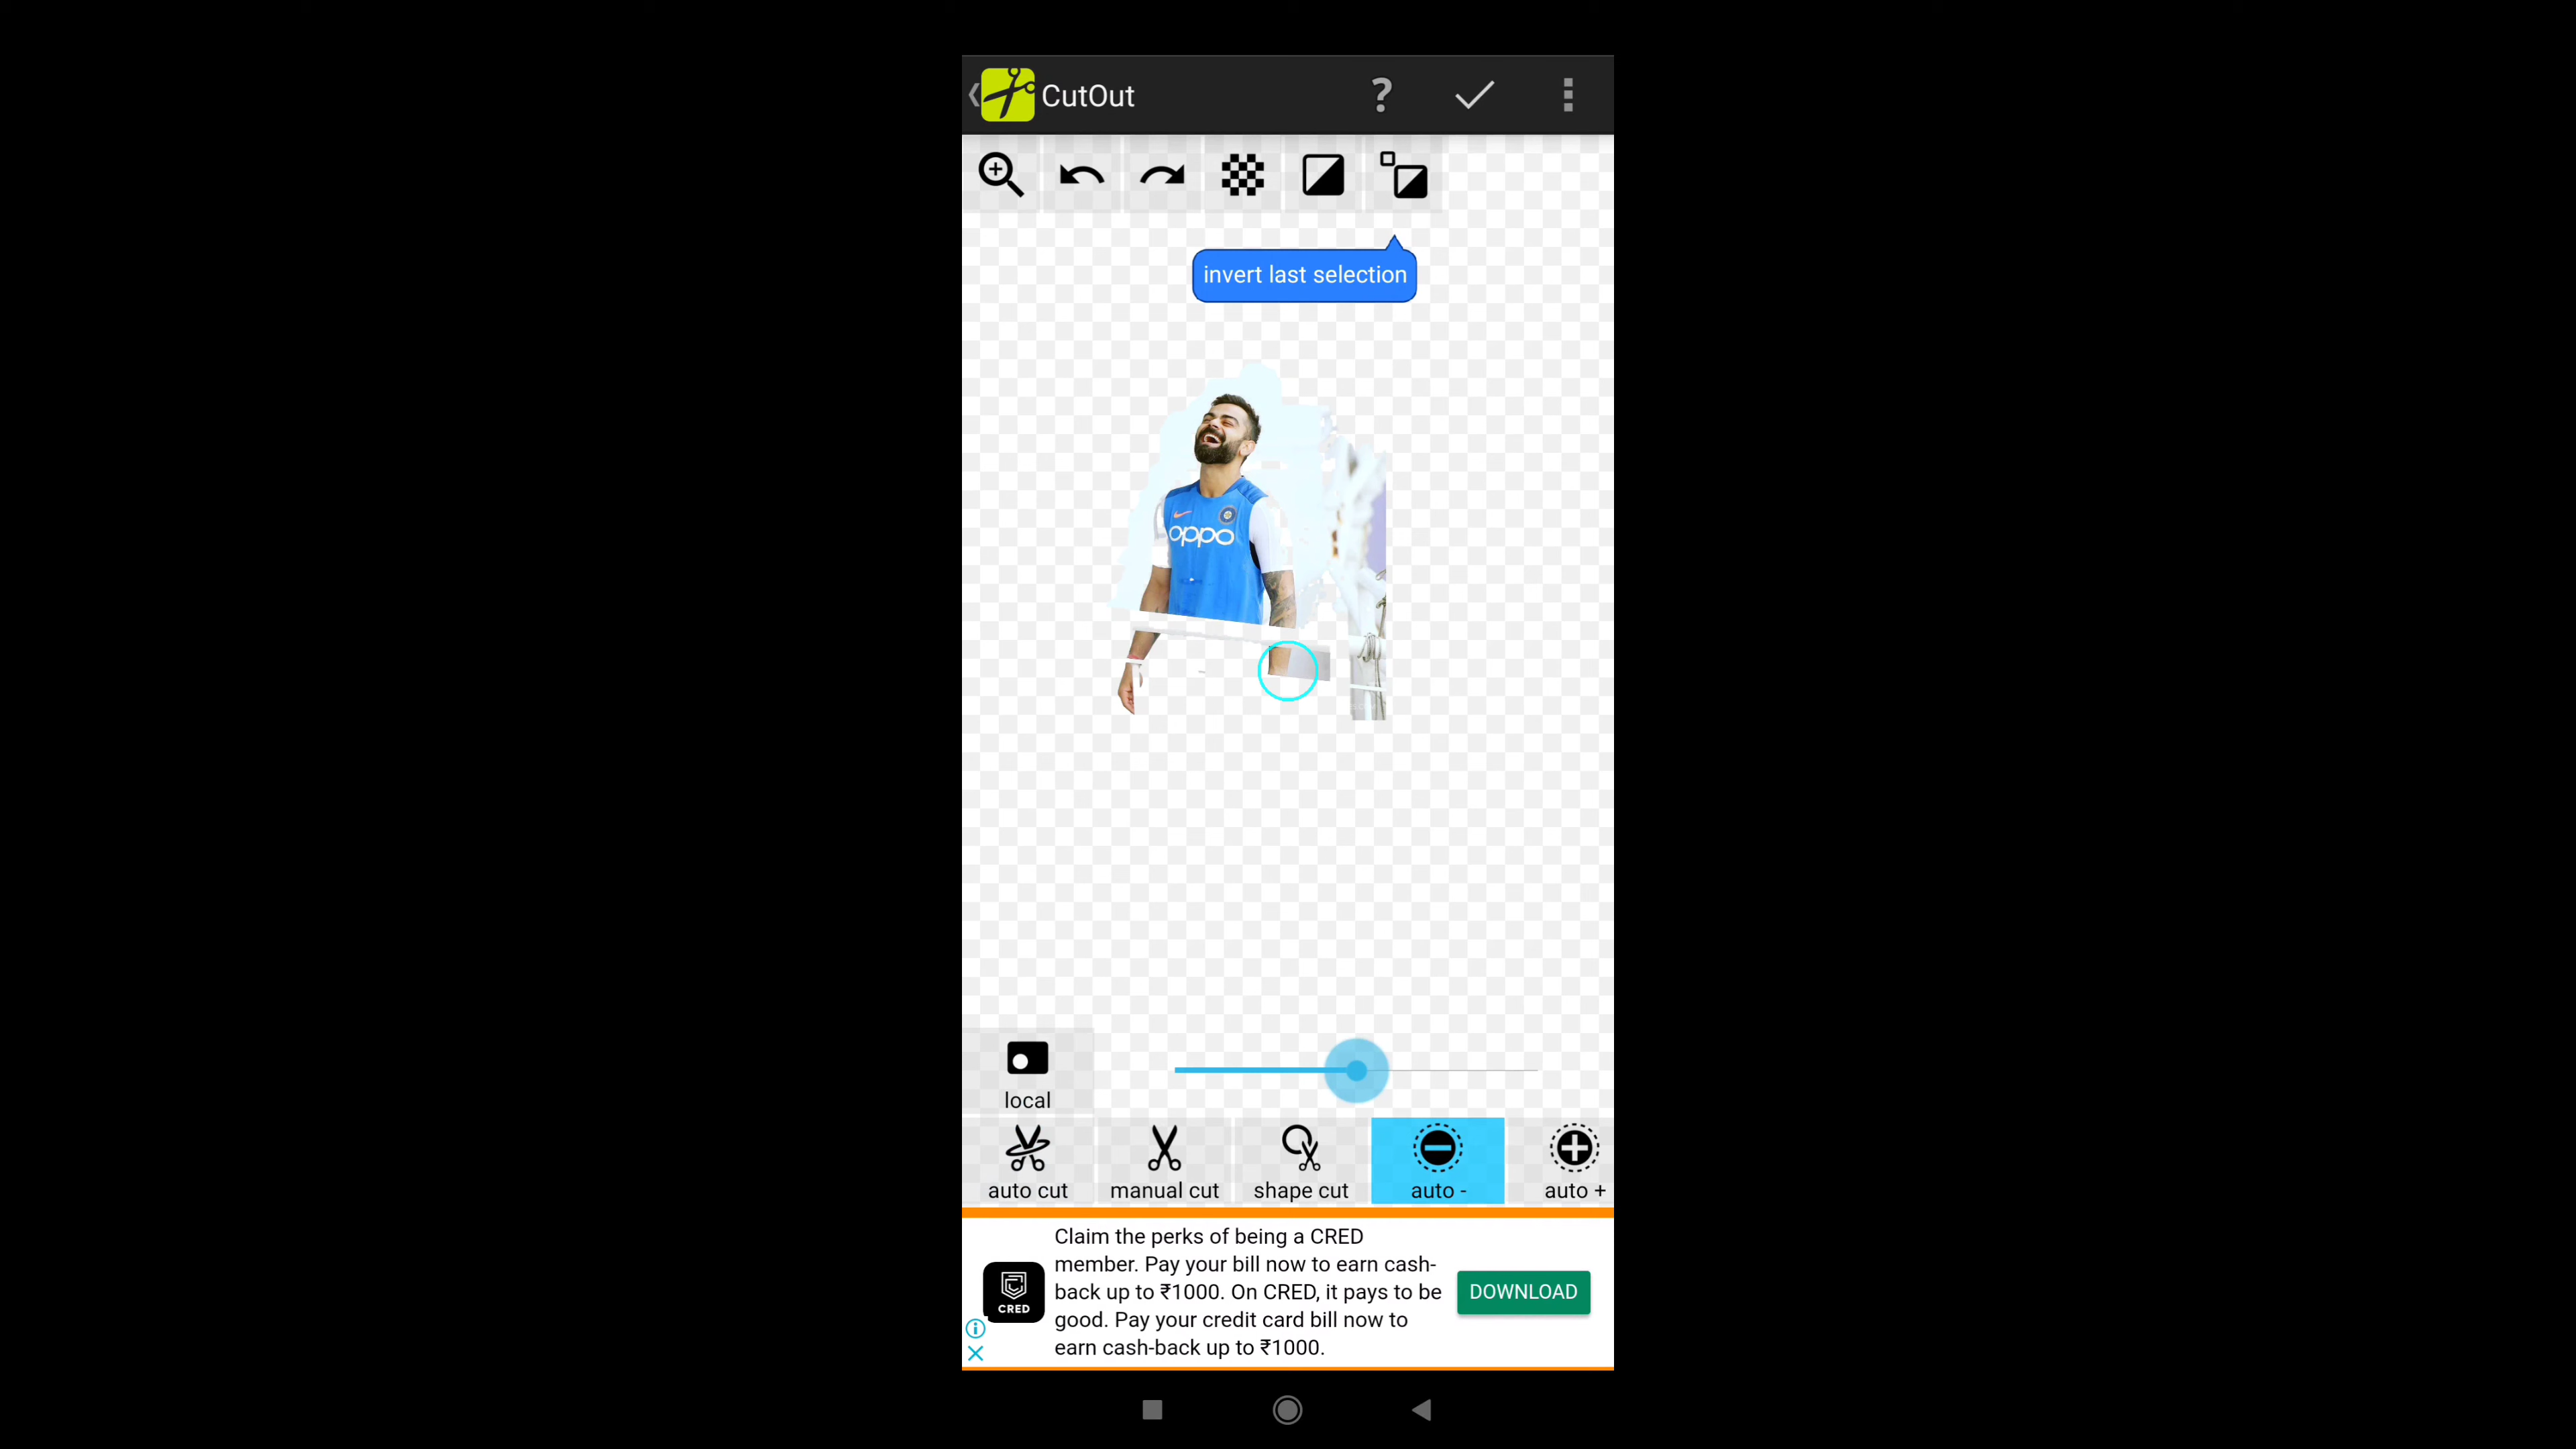 CutOut
invert last selection
oppo
local
auto cut
manual cut
shape cut
auto -
auto +
Claim the perks of being a CRED
member. Pay your bill now to earn cash-
back up to ₹1000. On CRED, it pays to be
good. Pay your credit card bill now to
earn cash-back up to ₹1000.
CRED
DOWNLOAD